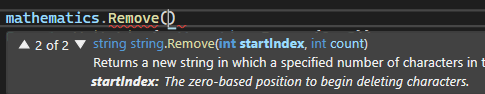 mathematics.Remove()
▲ 2 of 2 ▼ string string.Remove(int startIndex, int count)
Returns a new string in which a specified number of characters in t
startIndex: The zero-based position to begin deleting characters.